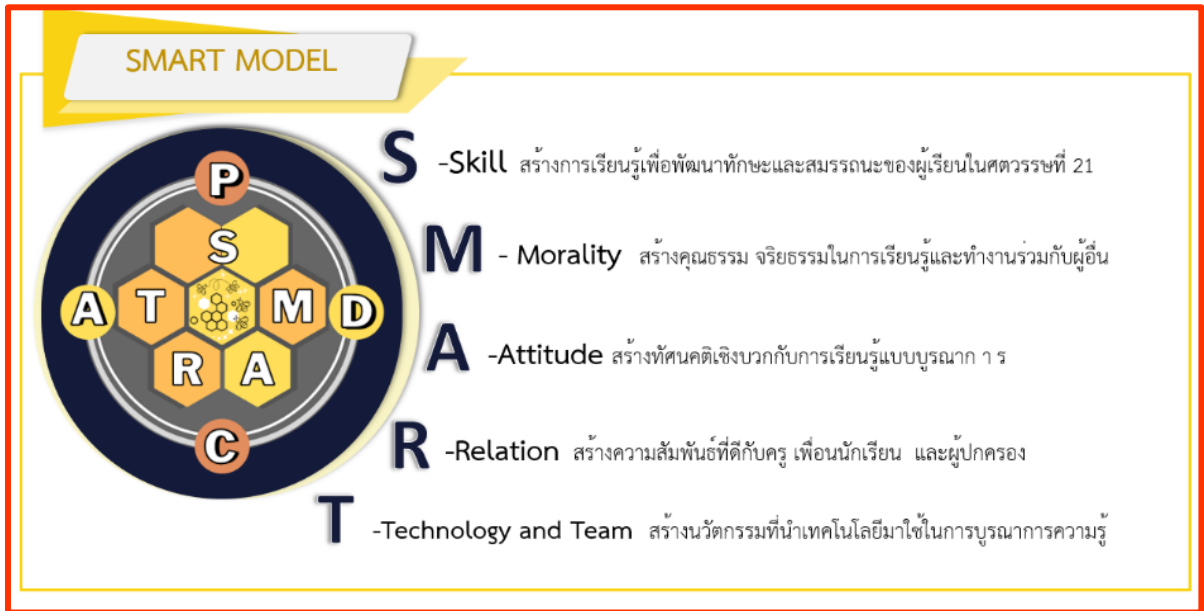 SMART MODEL
P
S
A T M D
R A
C
S -Skill สร้างการเรียนรู้เพื่อพัฒนาทักษะและสมรรถนะของผู้เรียนในศตวรรษที่ 21
M - Morality สร้างคุณธรรม จริยธรรมในการเรียนรู้และทำงานร่วมกับผู้อื่น
A -Attitude สร้างทัศนคติเชิงบวกกับการเรียนรู้แบบบูรณาก า ร
R -Relation สร้างความสัมพันธ์ที่ดีกับครู เพื่อนนักเรียน และผู้ปกครอง
T -Technology and Team สร้างนวัตกรรมที่นำเทคโนโลยีมาใช้ในการบูรณาการความรู้